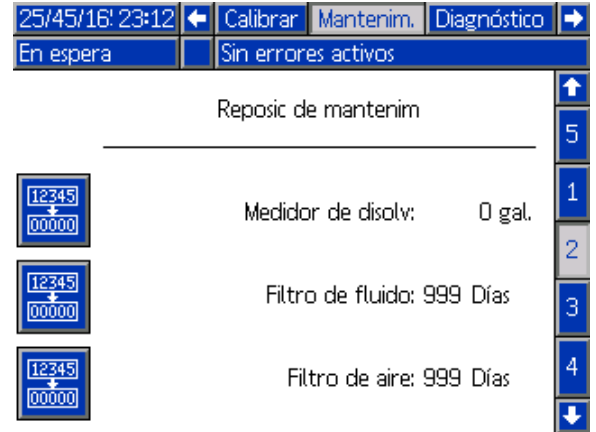 25/45/16 23:12 Calibrar Mantenim. Diagnóstico
En espera Sin errores activos
Reposic de mantenim
5
12345
00000
Medidor de disolv: 0 gal.
1
2
12345
00000
Filtro de fluido: 999 Días
3
12345
00000
Filtro de aire: 999 Días
4